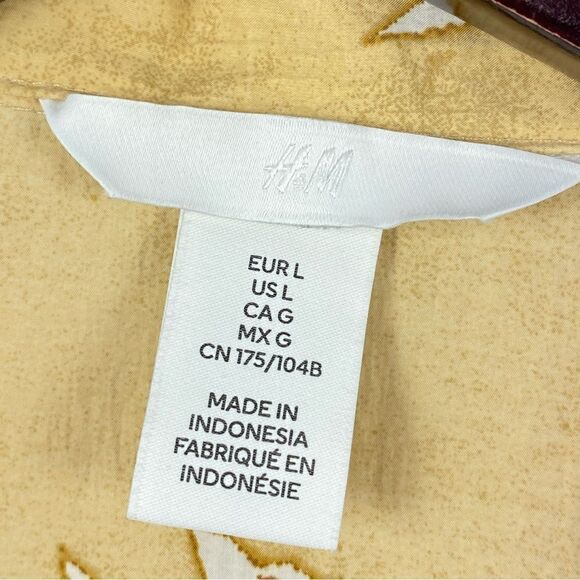 H&M
EUR L
US L
CA G
MX G
CN 175/104B
MADE IN
INDONESIA
FABRIQUÉ EN
INDONÉSIE